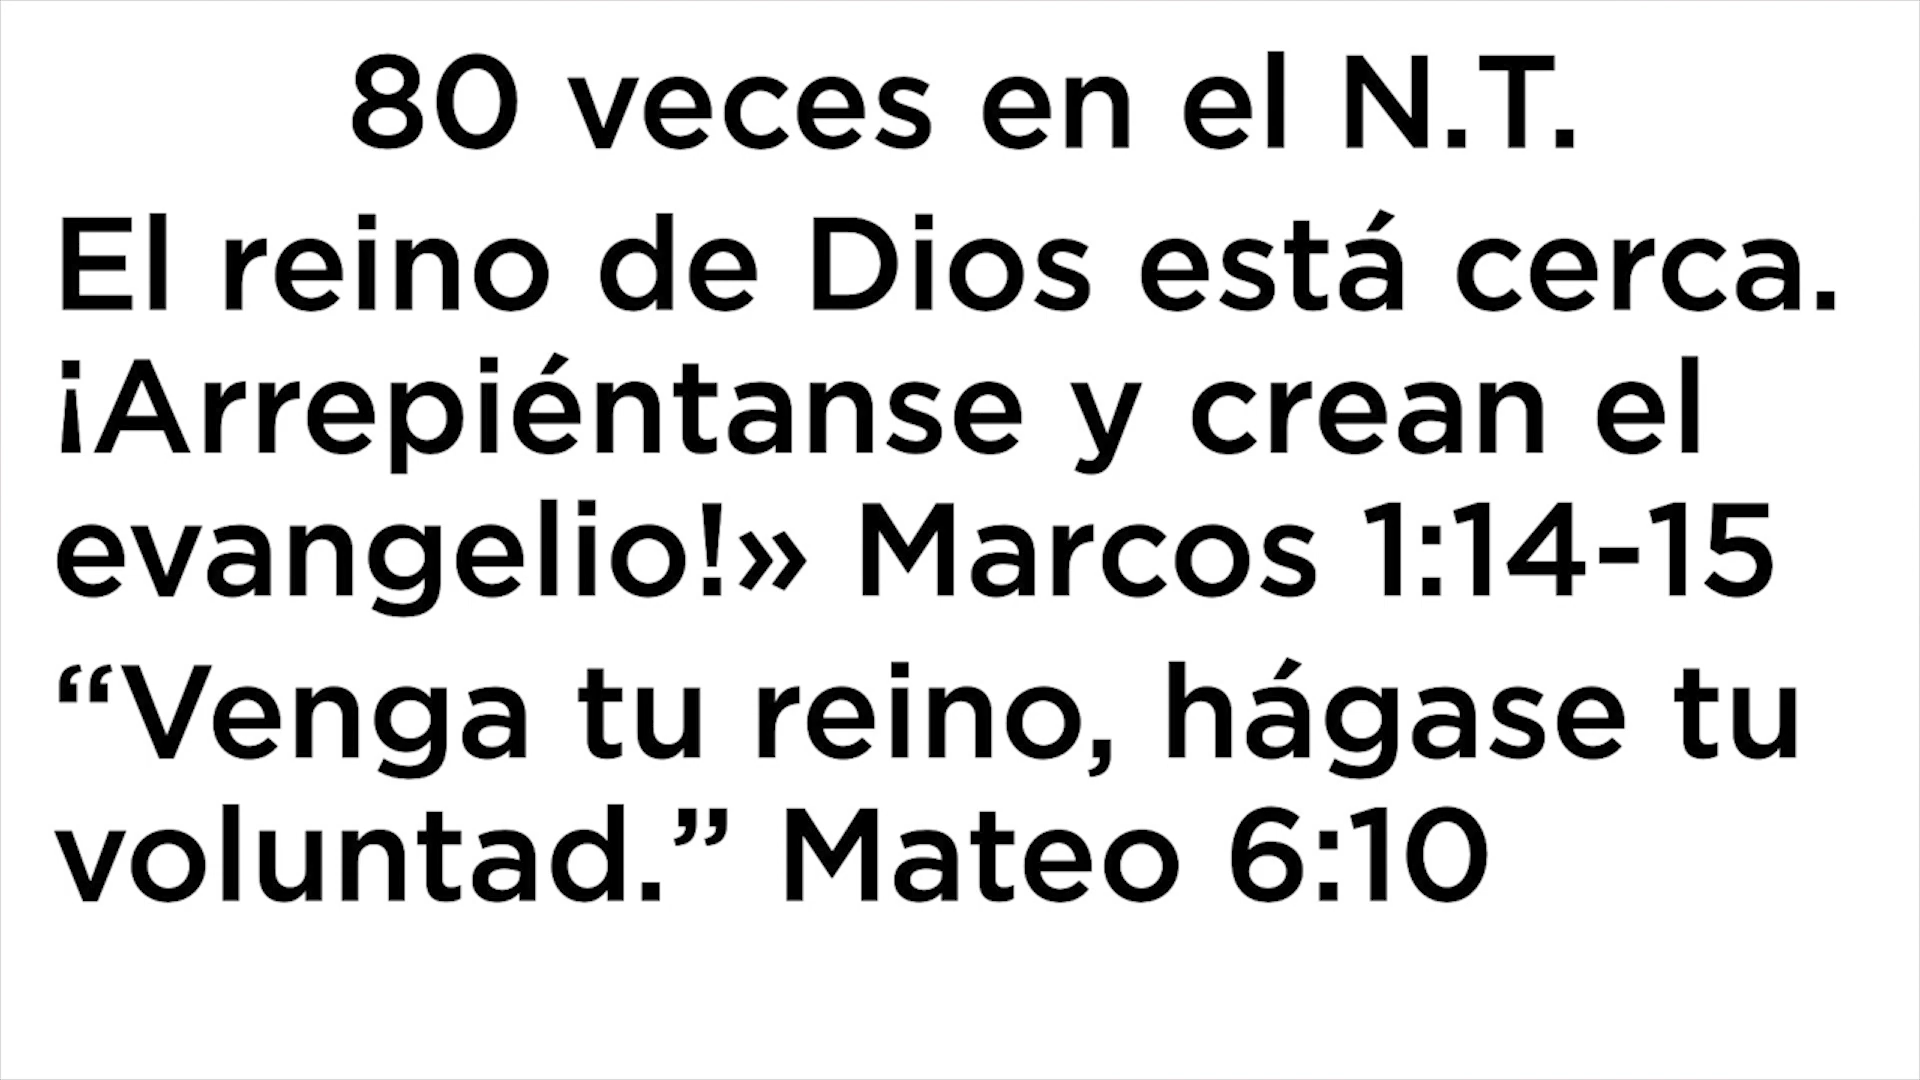 80 veces en el N.T.
El reino de Dios está cerca.
¡Arrepiéntanse y crean el
evangelio!» Marcos 1:14-15
“Venga tu reino, hágase tu
voluntad.” Mateo 6:10